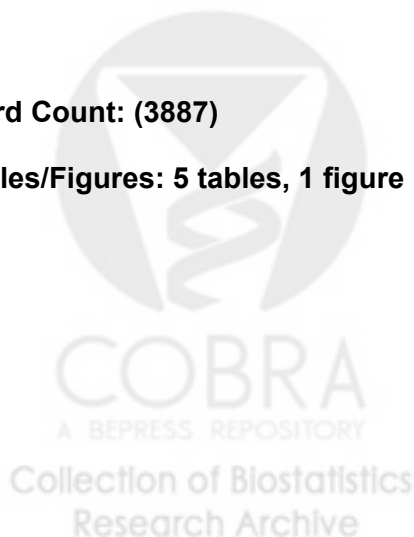 rd Count: (3887)
les/Figures: 5 tables, 1 figure
COBRA
A BEPRESS REPOSITORY
Collection of Biostatistics
Research Archive